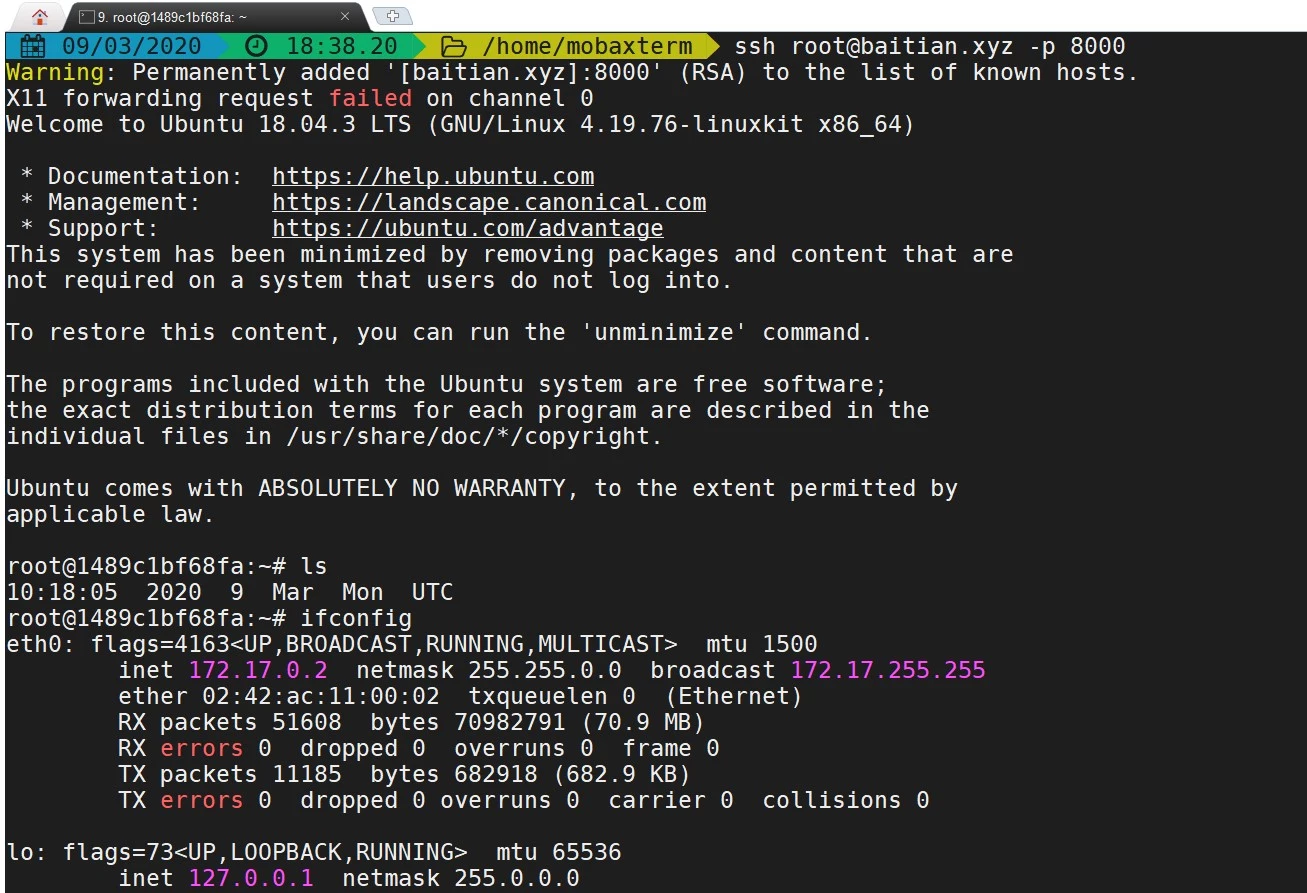 9. root@1489c1bf68fa: ~
09/03/2020 18:38.20 /home/mobaxterm ssh root@baitian.xyz -p 8000
Warning: Permanently added '[baitian.xyz]:8000' (RSA) to the list of known hosts.
X11 forwarding request failed on channel 0
Welcome to Ubuntu 18.04.3 LTS (GNU/Linux 4.19.76-linuxkit x86_64)
* Documentation:  https://help.ubuntu.com
* Management:     https://landscape.canonical.com
* Support:        https://ubuntu.com/advantage
This system has been minimized by removing packages and content that are
not required on a system that users do not log into.
To restore this content, you can run the 'unminimize' command.
The programs included with the Ubuntu system are free software;
the exact distribution terms for each program are described in the
individual files in /usr/share/doc/*/copyright.
Ubuntu comes with ABSOLUTELY NO WARRANTY, to the extent permitted by
applicable law.
root@1489c1bf68fa:~# ls
10:18:05  2020  9  Mar  Mon  UTC
root@1489c1bf68fa:~# ifconfig
eth0: flags=4163<UP,BROADCAST,RUNNING,MULTICAST>  mtu 1500
inet 172.17.0.2  netmask 255.255.0.0  broadcast 172.17.255.255
ether 02:42:ac:11:00:02  txqueuelen 0  (Ethernet)
RX packets 51608  bytes 70982791 (70.9 MB)
RX errors 0  dropped 0  overruns 0  frame 0
TX packets 11185  bytes 682918 (682.9 KB)
TX errors 0  dropped 0 overruns 0  carrier 0  collisions 0
lo: flags=73<UP,LOOPBACK,RUNNING>  mtu 65536
inet 127.0.0.1  netmask 255.0.0.0